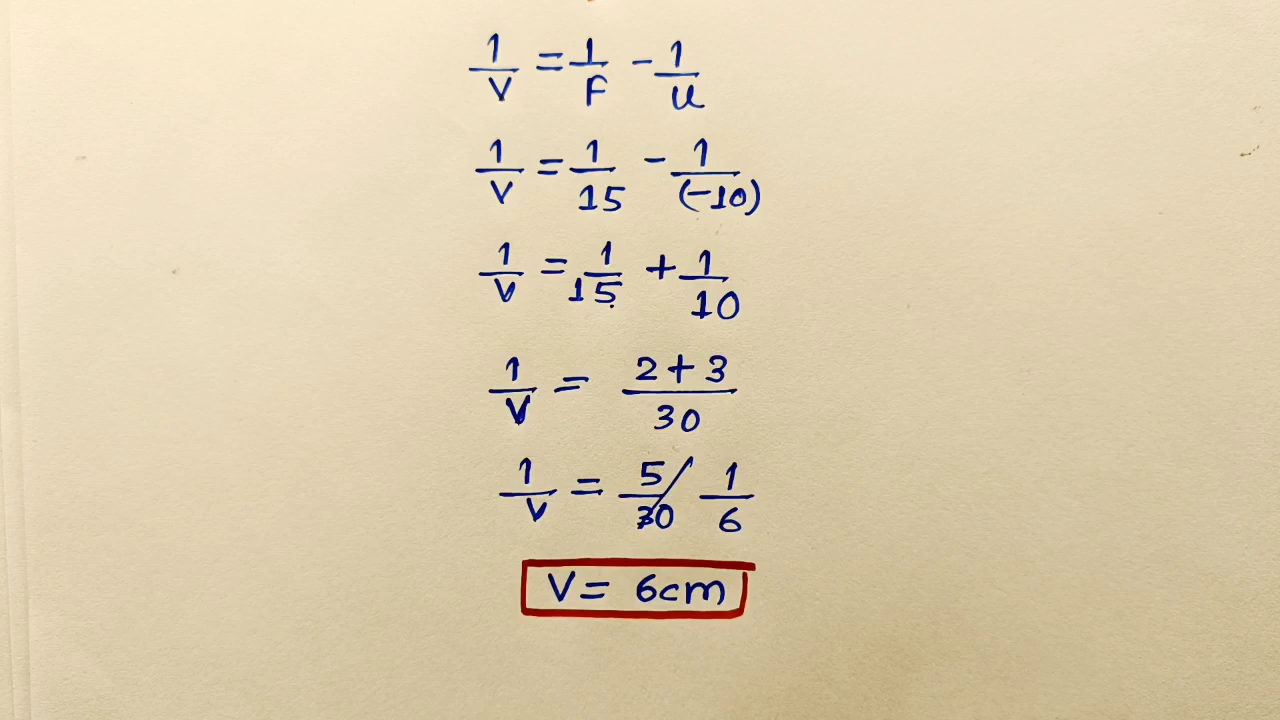 1/V = 1/F - 1/u
1/V = 1/15 - 1/(-10)
1/V = 1/15 + 1/10
1/V = 2+3/30
1/V = 5/30 1/6
V = 6cm